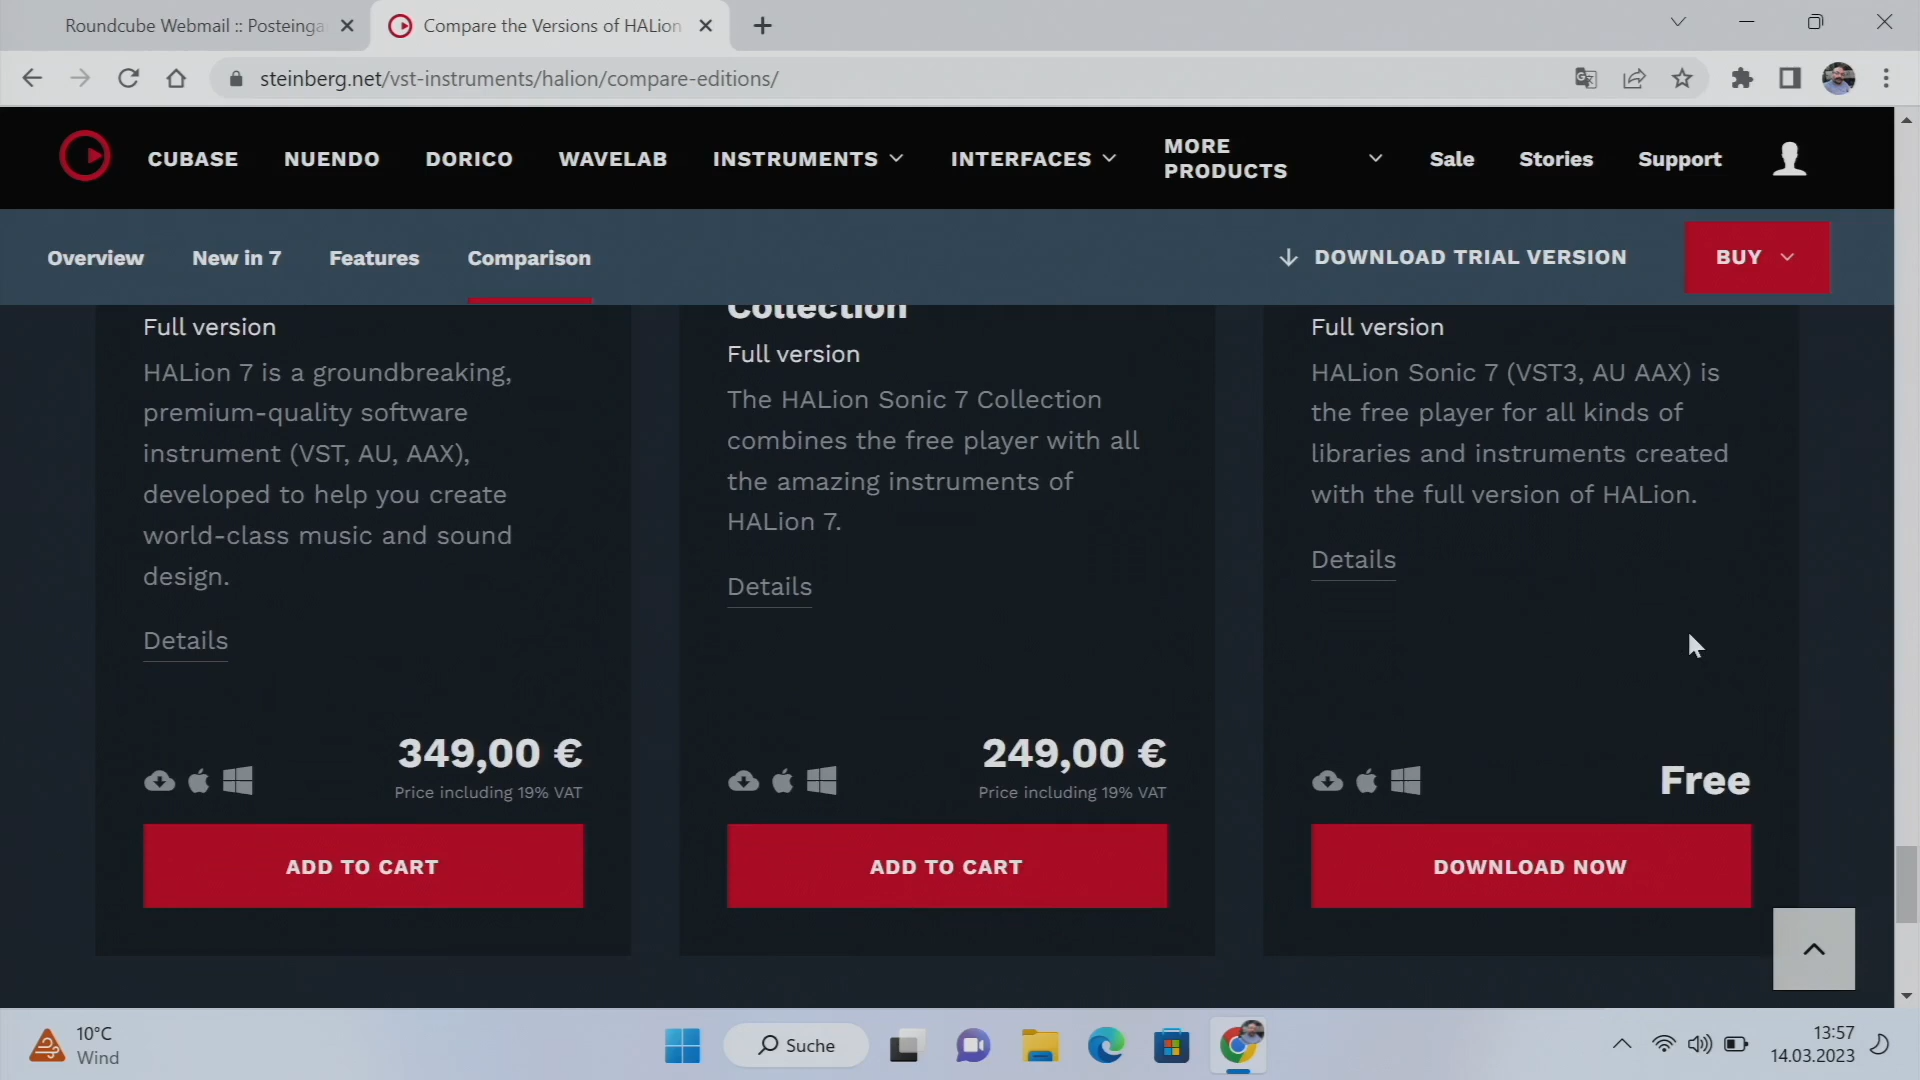 Roundcube Webmail :: Posteinga
Compare the Versions of HALion
steinberg.net/vst-instruments/halion/compare-editions/
CUBASE
NUENDO
DORICO
WAVELAB
INSTRUMENTS
INTERFACES
MORE
PRODUCTS
Sale
Stories
Support
Overview
New in 7
Features
Comparison
DOWNLOAD TRIAL VERSION
BUY
Full version
HALion 7 is a groundbreaking,
premium-quality software
instrument (VST, AU, AAX),
developed to help you create
world-class music and sound
design.
Details
349,00 €
Price including 19% VAT
ADD TO CART
Collection
Full version
The HALion Sonic 7 Collection
combines the free player with all
the amazing instruments of
HALion 7.
Details
249,00 €
Price including 19% VAT
ADD TO CART
Full version
HALion Sonic 7 (VST3, AU AAX) is
the free player for all kinds of
libraries and instruments created
with the full version of HALion.
Details
Free
DOWNLOAD NOW
10°C
Wind
Suche
13:57
14.03.2023